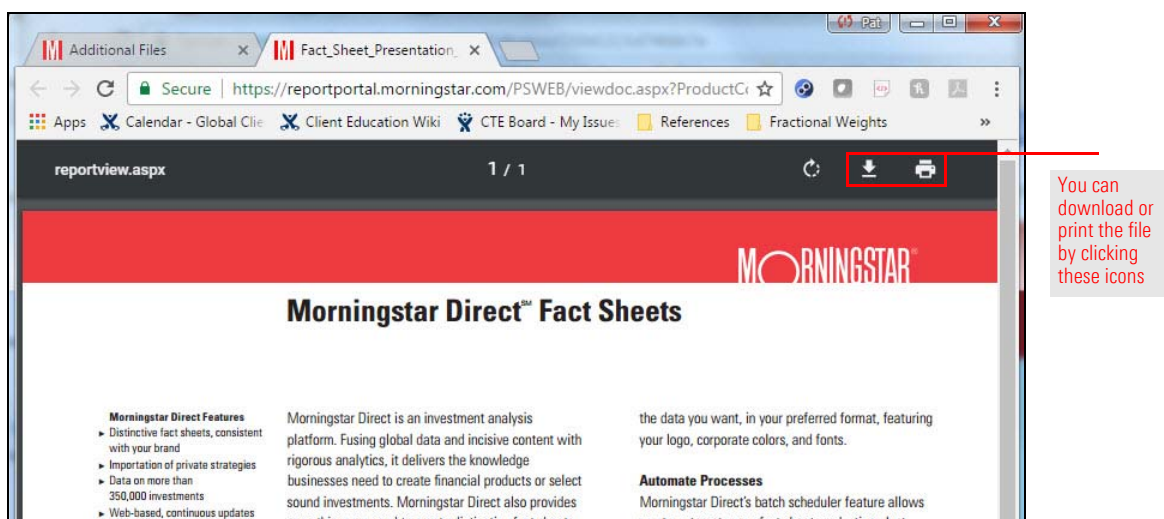 Pat
Additional Files
Fact_Sheet_Presentation_
Secure https://reportportal.morningstar.com/PSWEB/viewdoc.aspx?ProductC
Apps Calendar - Global Clie Client Education Wiki CTE Board - My Issues References Fractional Weights »
reportview.aspx 1 / 1
You can
download or
print the file
by clicking
these icons
MORNINGSTAR®
Morningstar Direct℠ Fact Sheets
Morningstar Direct Features
► Distinctive fact sheets, consistent
with your brand
► Importation of private strategies
► Data on more than
350,000 investments
► Web-based, continuous updates
Morningstar Direct is an investment analysis
platform. Fusing global data and incisive content with
rigorous analytics, it delivers the knowledge
businesses need to create financial products or select
sound investments. Morningstar Direct also provides
the data you want, in your preferred format, featuring
your logo, corporate colors, and fonts.
Automate Processes
Morningstar Direct's batch scheduler feature allows